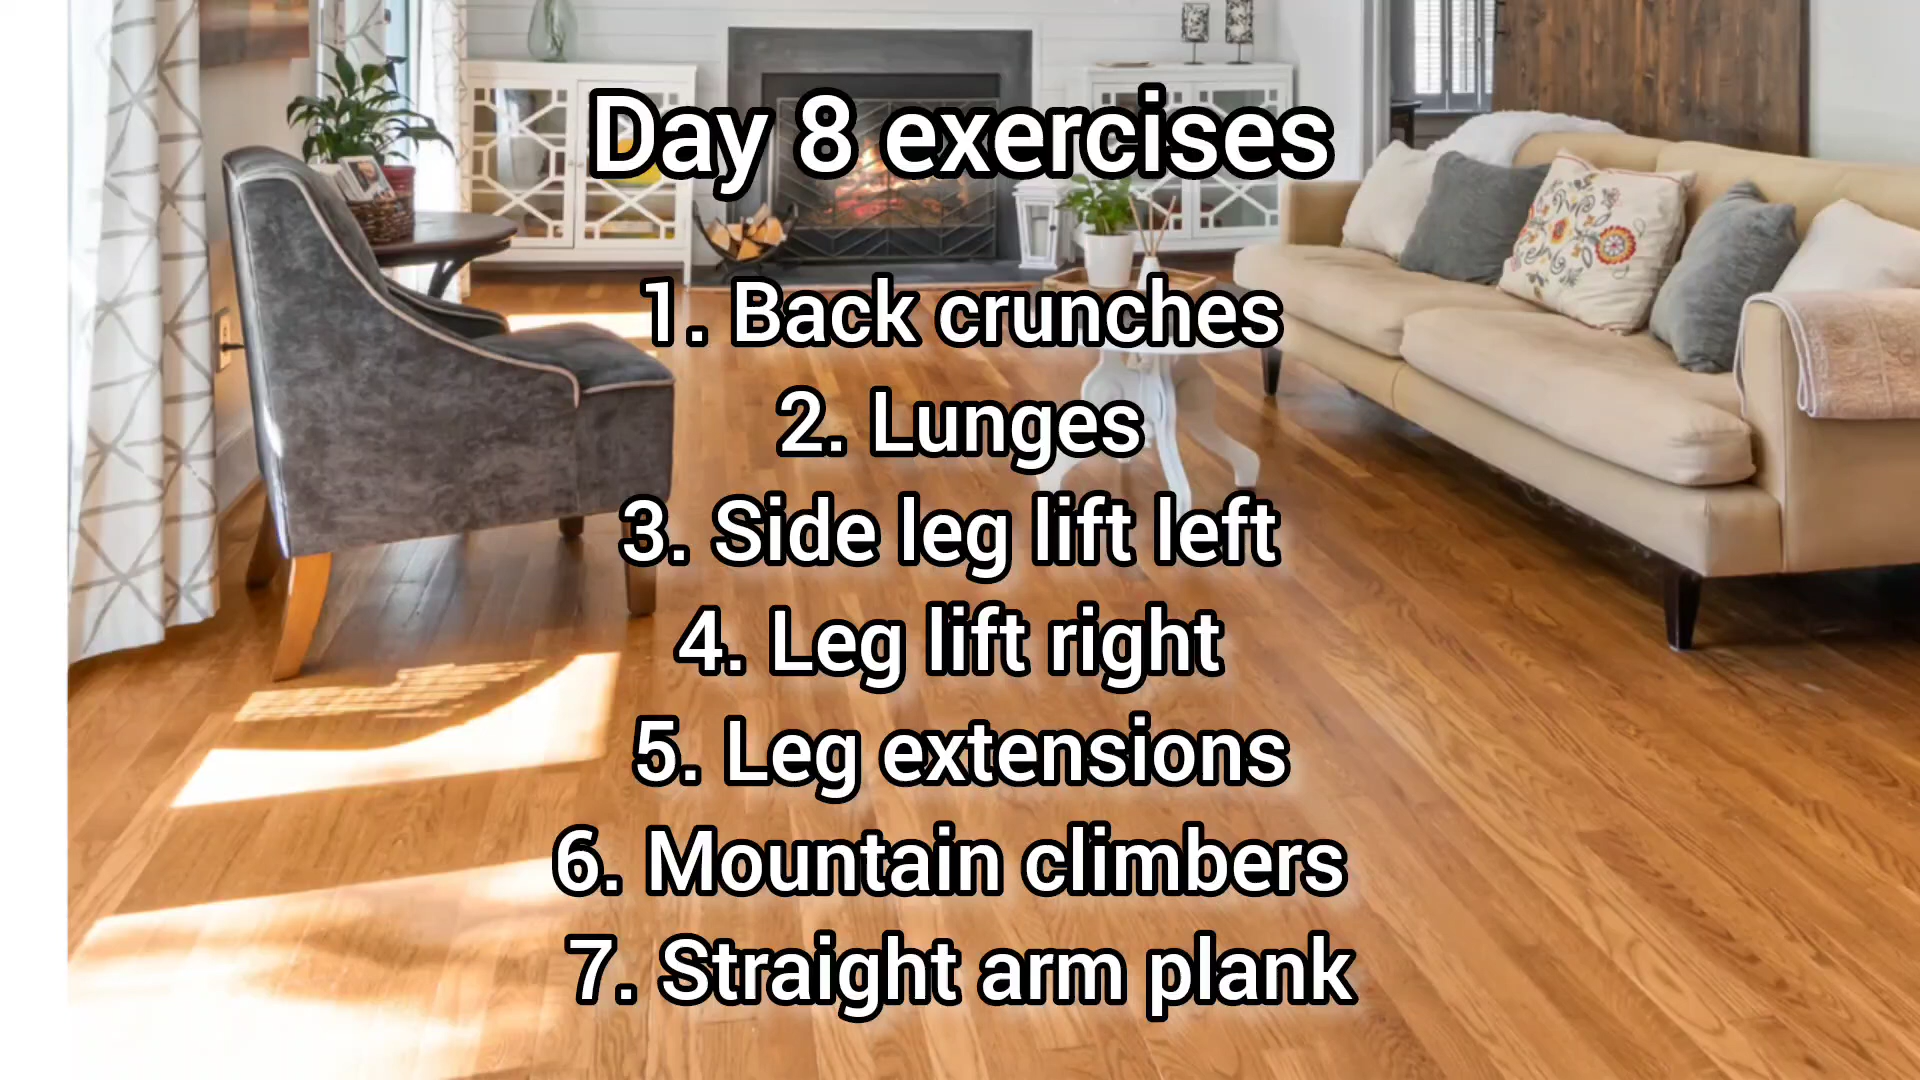 Day 8 exercises
1. Back crunches
2. Lunges
3. Side leg lift left
4. Leg lift right
5. Leg extensions
6. Mountain climbers
7. Straight arm plank